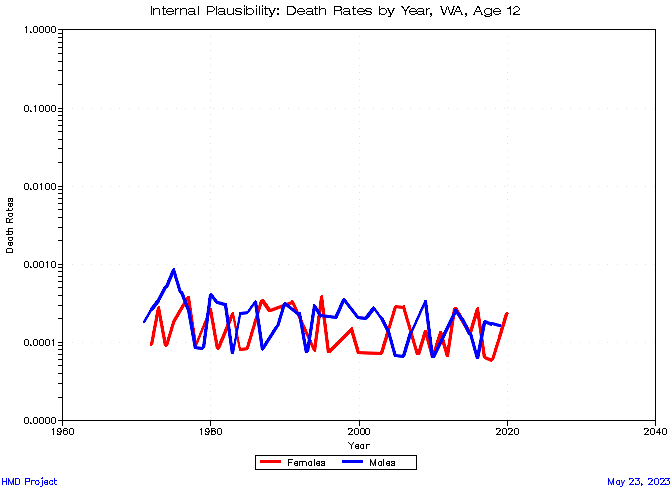 Internal Plausibility: Death Rates by Year, WA, Age 12
1.0000
0.1000
0.0100
0.0010
0.0001
0.0000
Death Rates
1960
1980
2000
2020
2040
Year
Females
Males
HMD Project
May 23, 2023